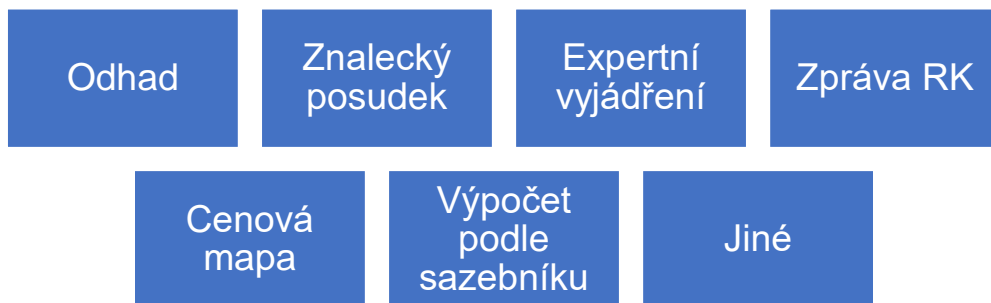 Odhad
Znalecký
posudek
Expertní
vyjádření
Zpráva RK
Cenová
mapa
Výpočet
podle
sazebníku
Jiné